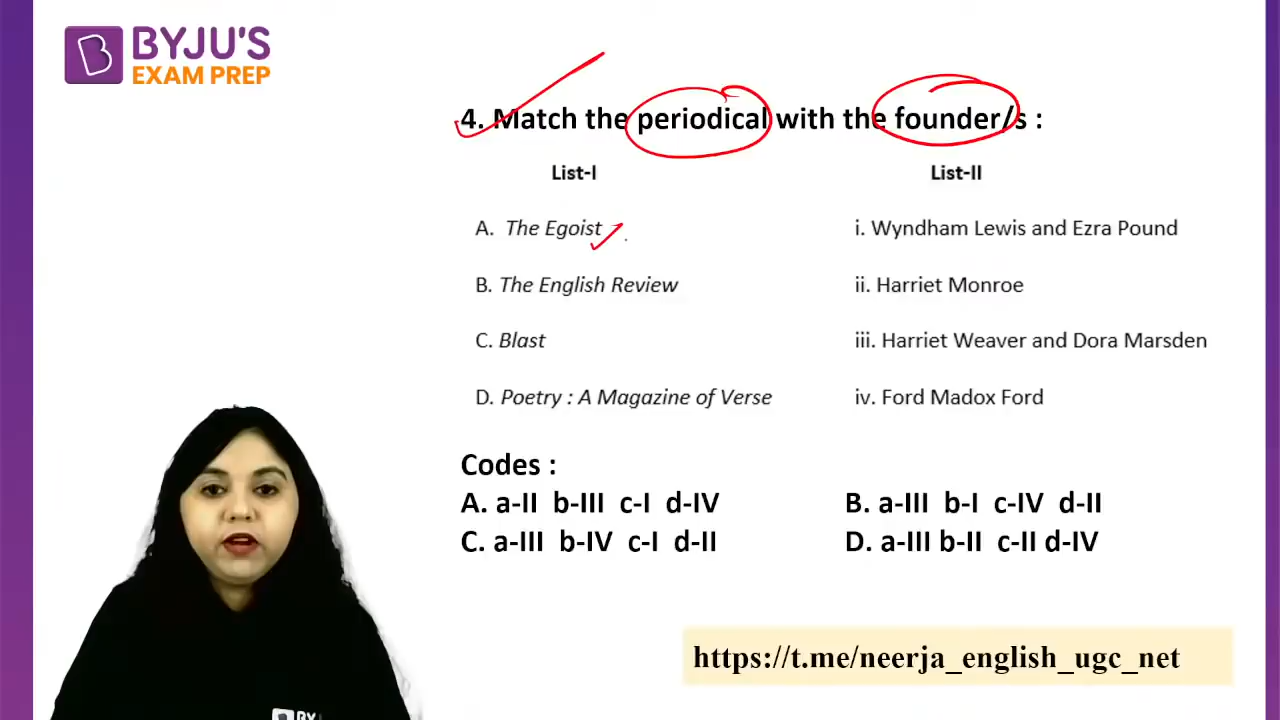 BYJU'S
EXAM PREP
4. Match the periodical with the founder/s :
List-I List-II
A. The Egoist i. Wyndham Lewis and Ezra Pound
B. The English Review ii. Harriet Monroe
C. Blast iii. Harriet Weaver and Dora Marsden
D. Poetry : A Magazine of Verse iv. Ford Madox Ford
Codes :
A. a-II b-III c-I d-IV B. a-III b-I c-IV d-II
C. a-III b-IV c-I d-II D. a-III b-II c-II d-IV
https://t.me/neerja_english_ugc_net